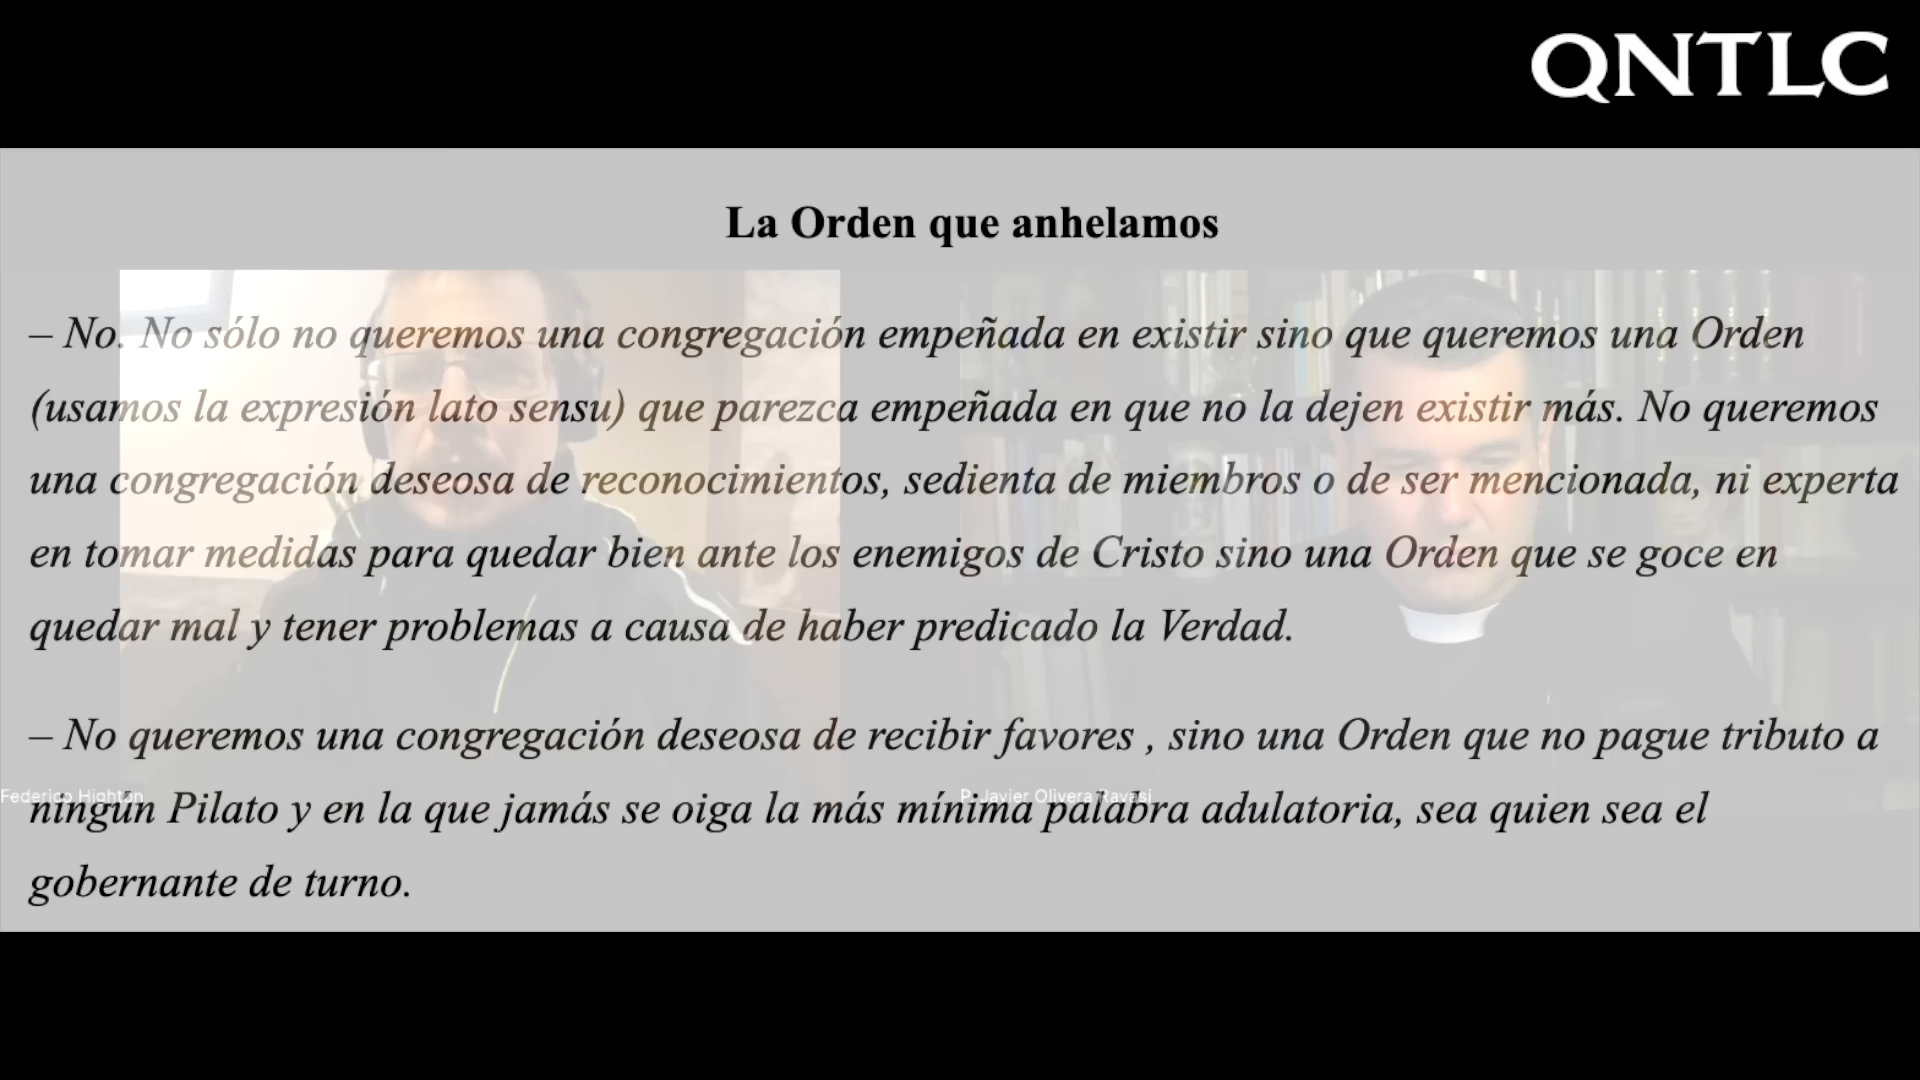 QNTLC
La Orden que anhelamos
– No. No sólo no queremos una congregación empeñada en existir sino que queremos una Orden
(usamos la expresión lato sensu) que parezca empeñada en que no la dejen existir más. No queremos
una congregación deseosa de reconocimientos, sedienta de miembros o de ser mencionada, ni experta
en tomar medidas para quedar bien ante los enemigos de Cristo sino una Orden que se goce en
quedar mal y tener problemas a causa de haber predicado la Verdad.
– No queremos una congregación deseosa de recibir favores , sino una Orden que no pague tributo a
Federico Highton
P. Javier Olivera Ravasi
ningún Pilato y en la que jamás se oiga la más mínima palabra adulatoria, sea quien sea el
gobernante de turno.